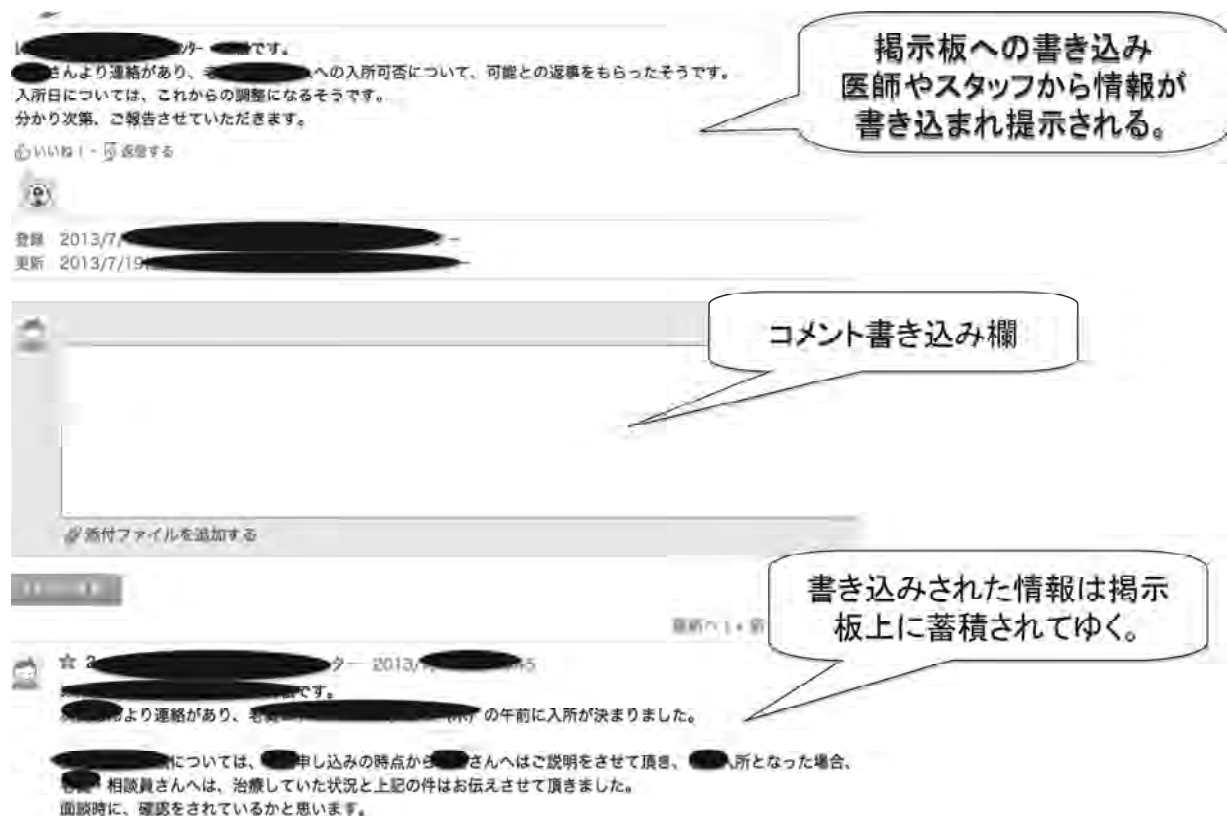 です。
さんより連絡があり、
への入所可否について、可能との返事をもらったそうです。
入所日については、これからの調整になるそうです。
分かり次第、ご報告させていただきます。
いいね！ - 返信する
掲示板への書き込み
医師やスタッフから情報が
書き込まれ提示される。
登録 2013/7/
更新 2013/7/19
コメント書き込み欄
添付ファイルを追加する
書き込みされた情報は掲示
板上に蓄積されてゆく。
☆ 2 ター 2013/
です。
より連絡があり、 の午前に入所が決まりました。
については、 申し込みの時点から さんへはご説明をさせて頂き、 入所となった場合、
相談員さんへは、治療していた状況と上記の件はお伝えさせて頂きました。
面談時に、確認をされているかと思います。